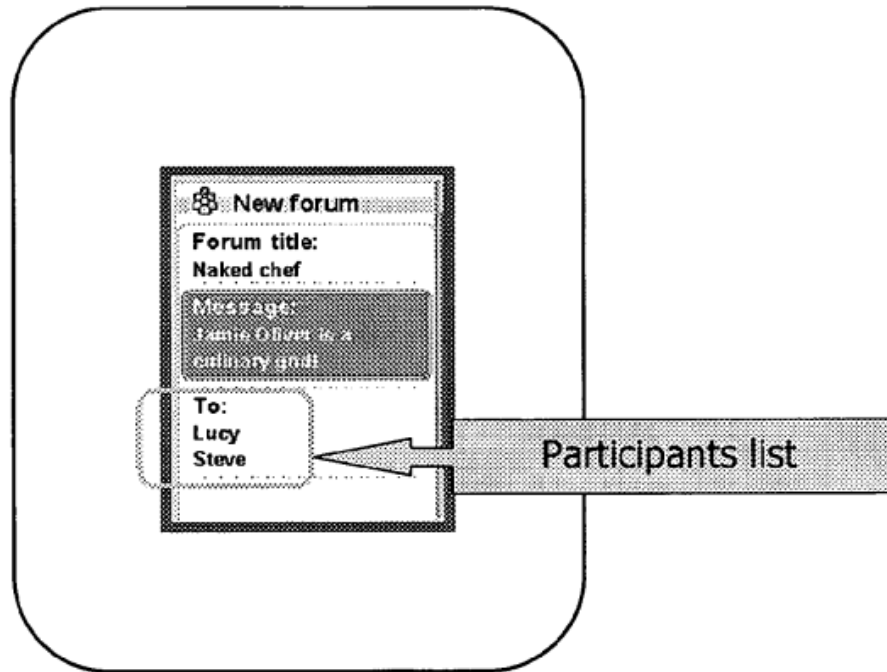 New forum
Forum title:
Naked chef
Message:
Jamie Oliver is a
culinary god!
To:
Lucy
Steve
Participants list